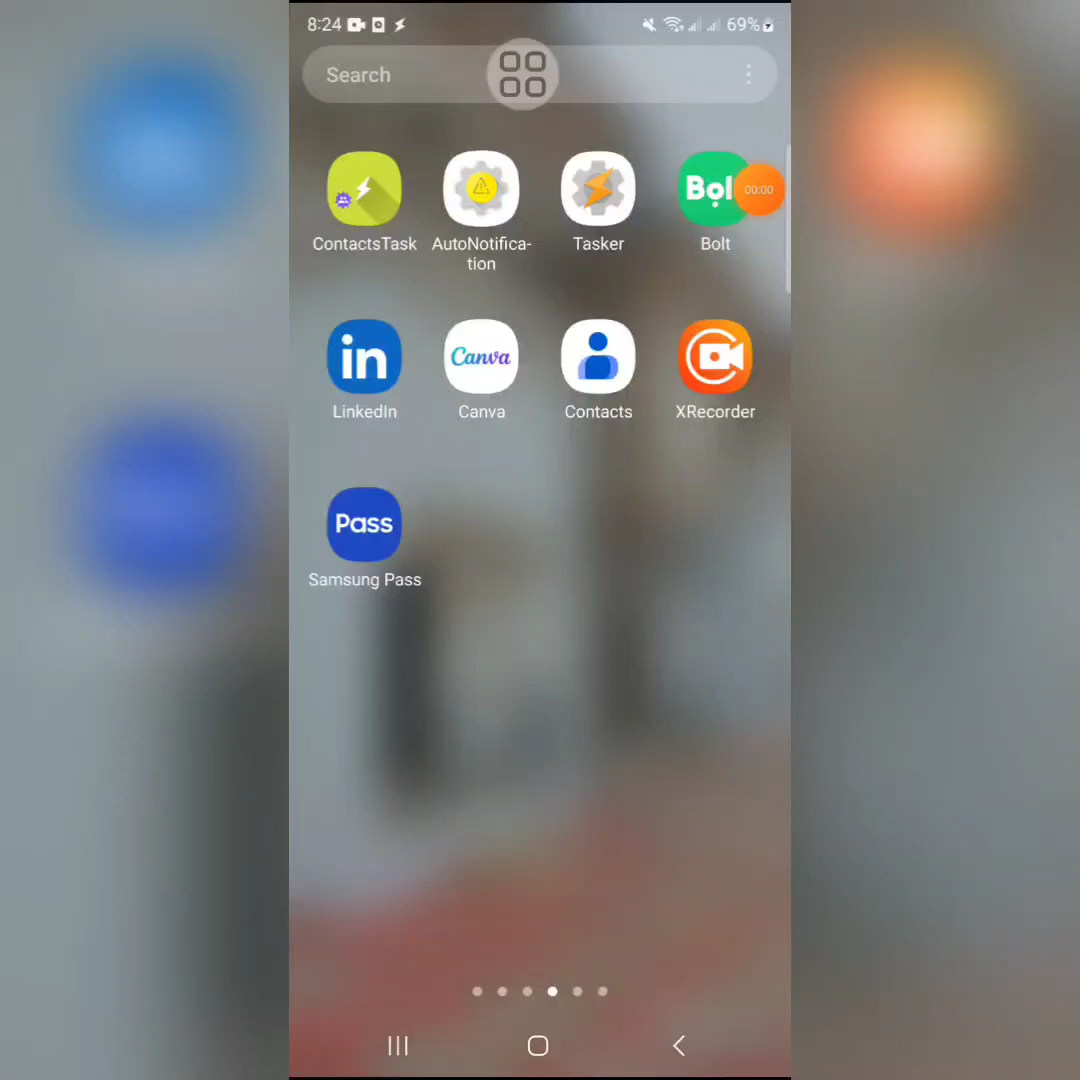 8:24
69%
Search
Bolt
00:00
ContactsTask
AutoNotifica-
tion
Tasker
Bolt
in
Canva
LinkedIn
Canva
Contacts
XRecorder
Pass
Samsung Pass